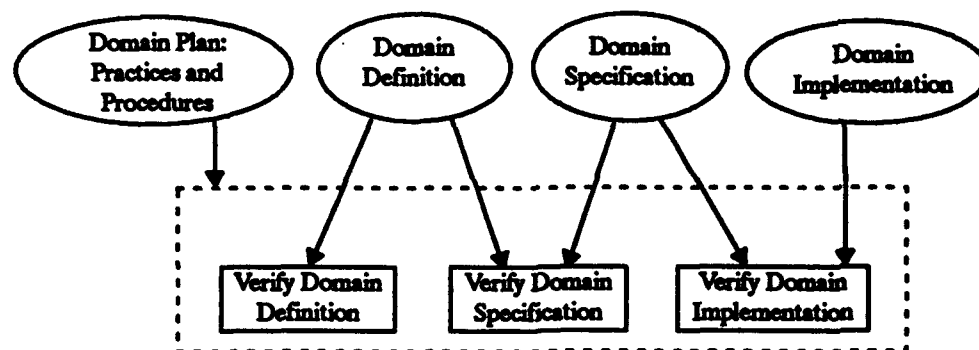 Domain Plan:
Practices and
Procedures
Domain
Definition
Domain
Specification
Domain
Implementation
Verify Domain
Definition
Verify Domain
Specification
Verify Domain
Implementation